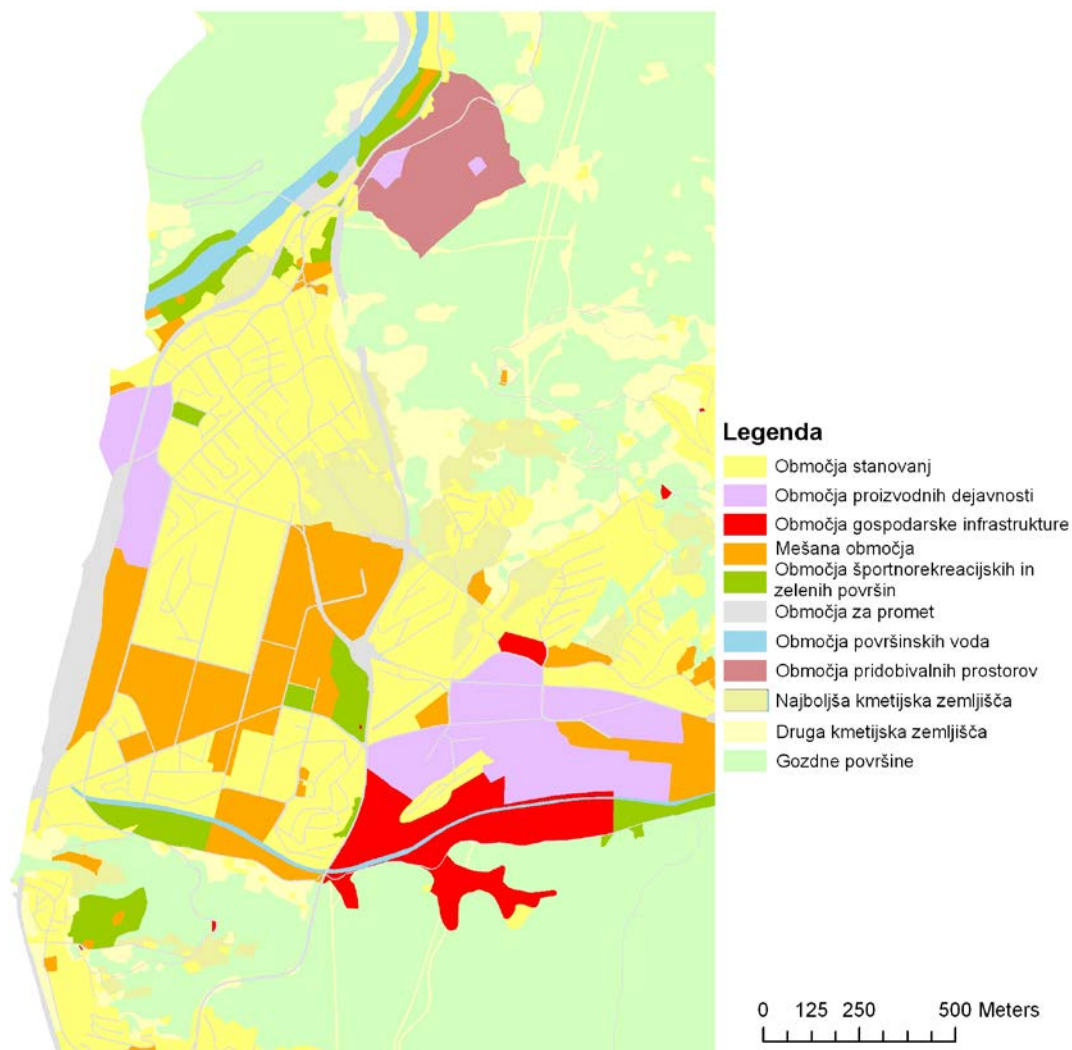 Legenda
Območja stanovanj
Območja proizvodnih dejavnosti
Območja gospodarske infrastrukture
Mešana območja
Območja športnorekreacijskih in
zelenih površin
Območja za promet
Območja površinskih voda
Območja pridobivalnih prostorov
Najboljša kmetijska zemljišča
Druga kmetijska zemljišča
Gozdne površine
0 125 250 500 Meters